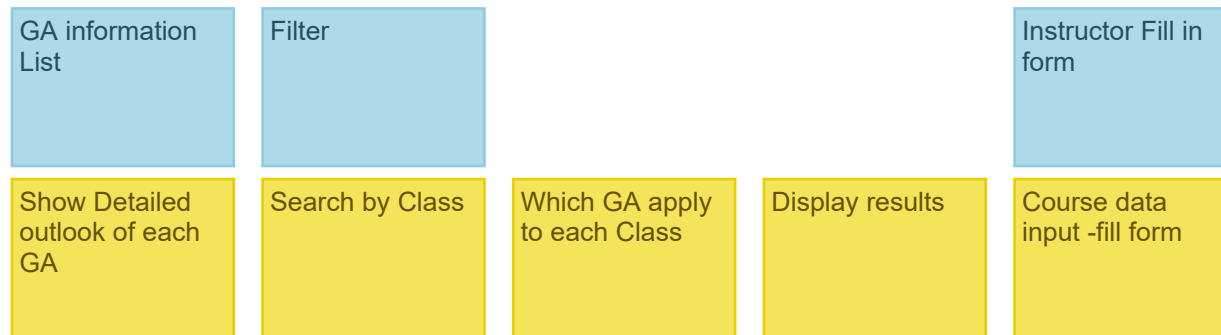 GA information
List
Filter
Instructor Fill in
form
Show Detailed
outlook of each
GA
Search by Class
Which GA apply
to each Class
Display results
Course data
input -fill form